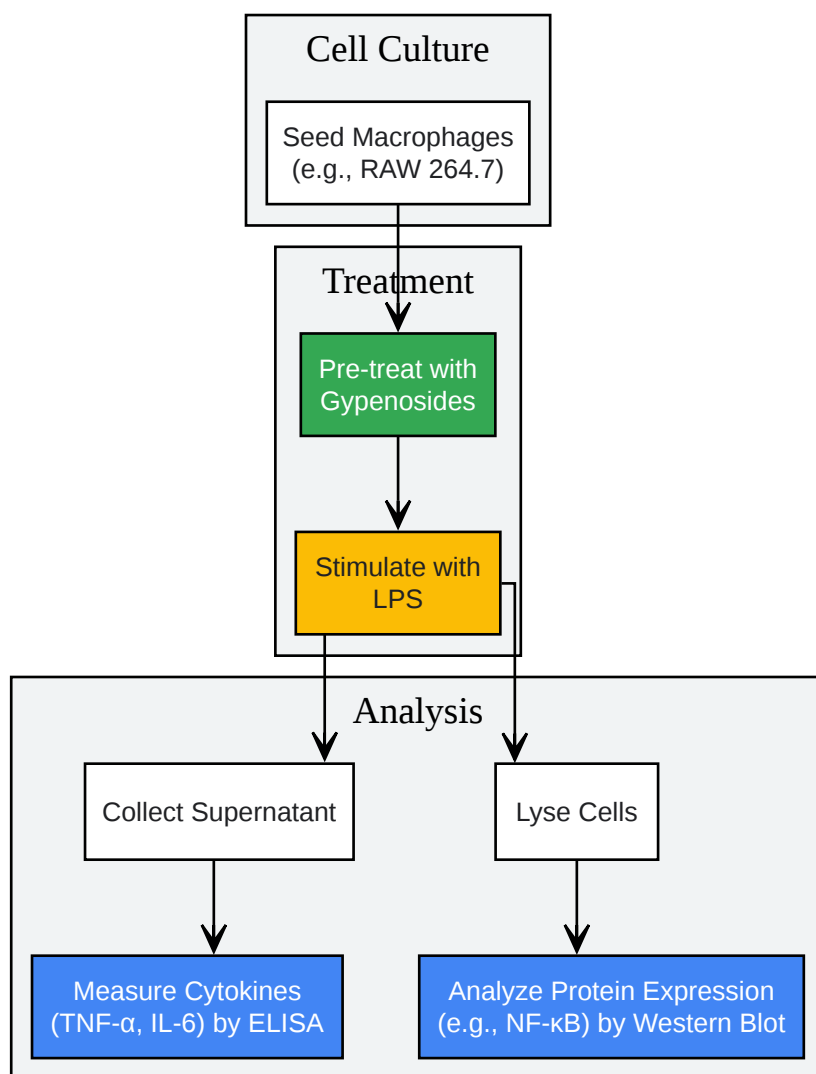 Cell Culture
Seed Macrophages
(e.g., RAW 264.7)
Treatment
Pre-treat with
Gypenosides
Stimulate with
LPS
Analysis
Collect Supernatant
Lyse Cells
Measure Cytokines
(TNF-α, IL-6) by ELISA
Analyze Protein Expression
(e.g., NF-κB) by Western Blot